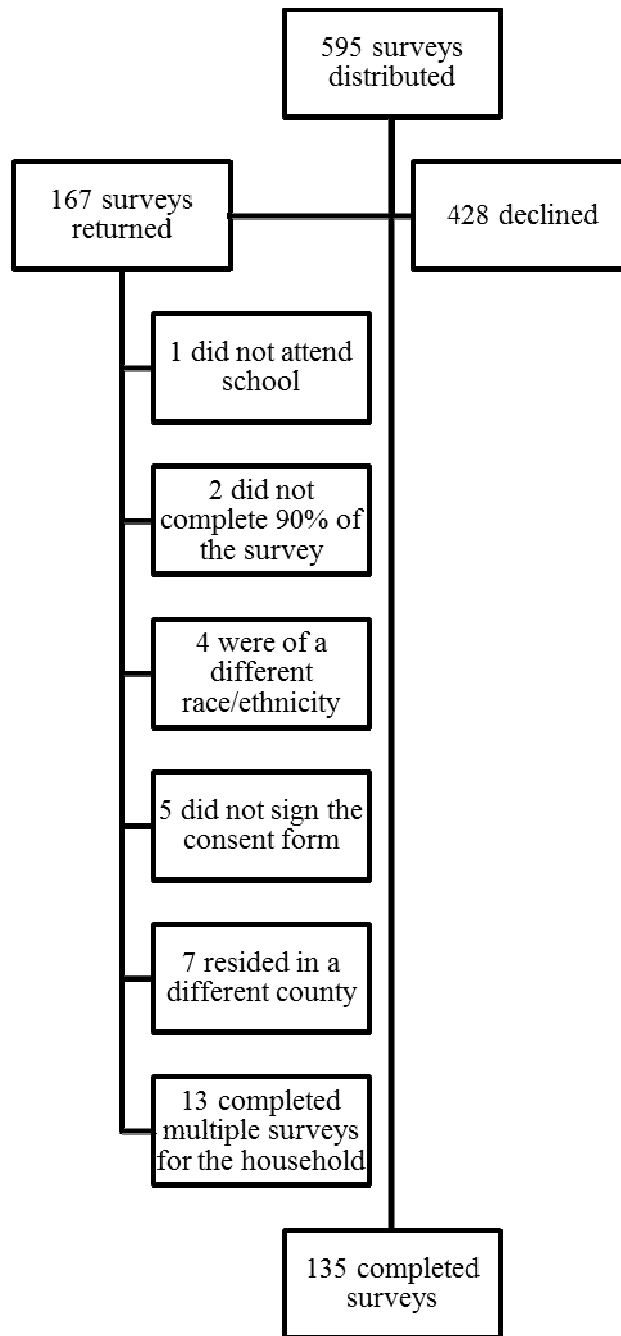 595 surveys
distributed
167 surveys
returned
428 declined
1 did not attend
school
2 did not
complete 90% of
the survey
4 were of a
different
race/ethnicity
5 did not sign the
consent form
7 resided in a
different county
13 completed
multiple surveys
for the household
135 completed
surveys